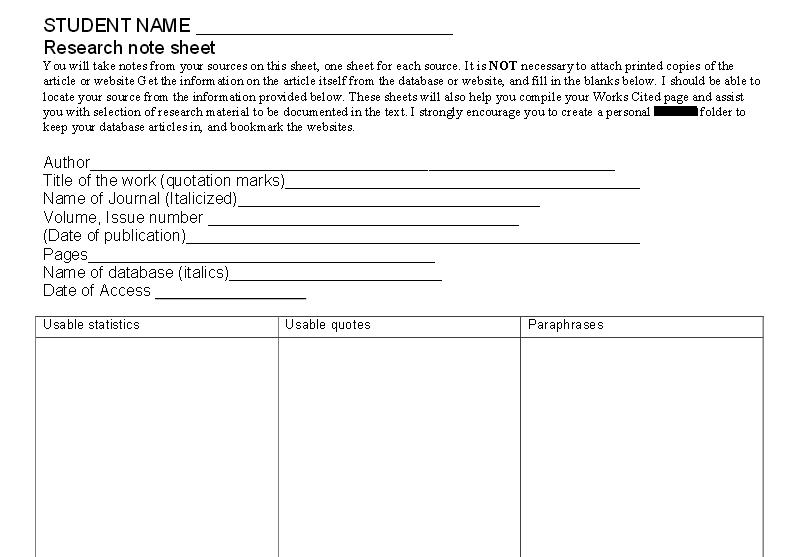 STUDENT NAME ___________________________
Research note sheet
You will take notes from your sources on this sheet, one sheet for each source. It is NOT necessary to attach printed copies of the
article or website Get the information on the article itself from the database or website, and fill in the blanks below. I should be able to
locate your source from the information provided below. These sheets will also help you compile your Works Cited page and assist
you with selection of research material to be documented in the text. I strongly encourage you to create a personal folder to
keep your database articles in, and bookmark the websites.
Author______________________________________________________________
Title of the work (quotation marks)__________________________________________
Name of Journal (Italicized)____________________________________
Volume, Issue number _____________________________________
(Date of publication)______________________________________________________
Pages_________________________________________
Name of database (italics)_________________________
Date of Access __________________
Usable statistics
Usable quotes
Paraphrases